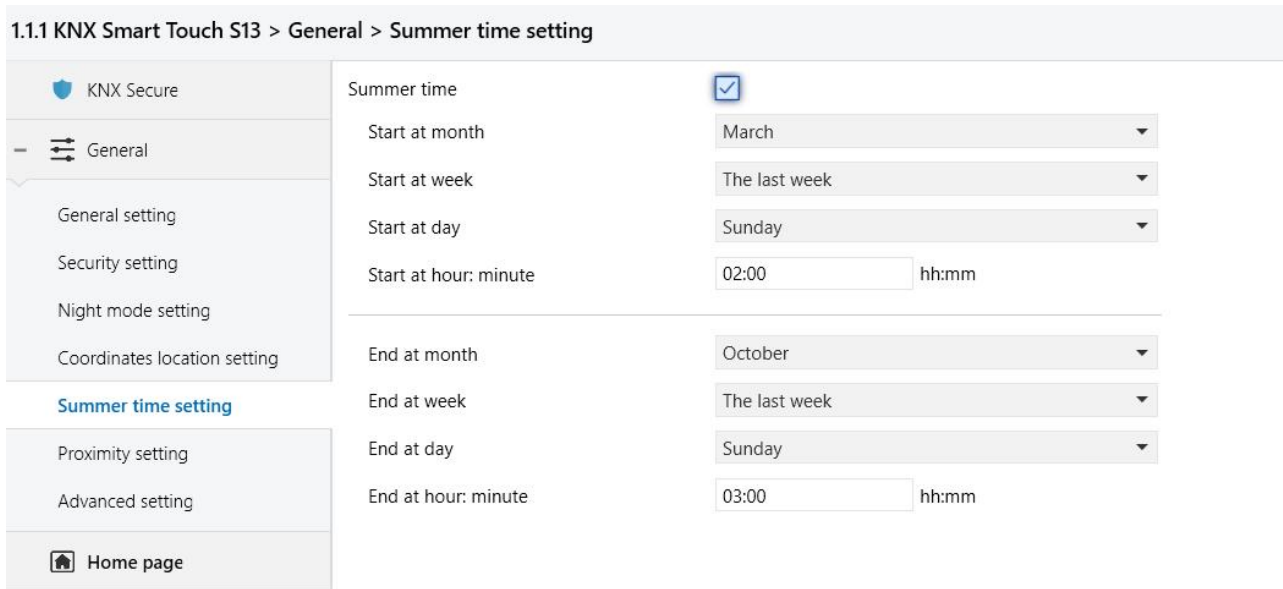 1.1.1 KNX Smart Touch S13 > General > Summer time setting
KNX Secure
General
General setting
Security setting
Night mode setting
Coordinates location setting
Summer time setting
Proximity setting
Advanced setting
Home page
Summer time
Start at month March
Start at week The last week
Start at day Sunday
Start at hour: minute 02:00 hh:mm
End at month October
End at week The last week
End at day Sunday
End at hour: minute 03:00 hh:mm